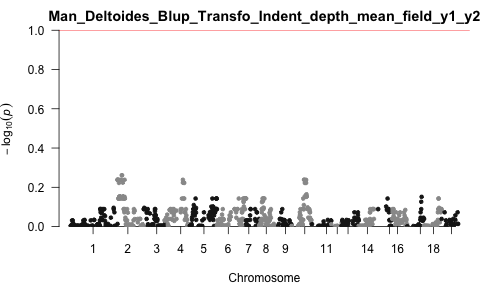 Man_Deltoides_Blup_Transfo_Indent_depth_mean_field_y1_y2
1.0
0.8
0.6
0.4
0.2
0.0
− log₁₀(p)
1 2 3 4 5 6 7 8 9 11 14 16 18
Chromosome